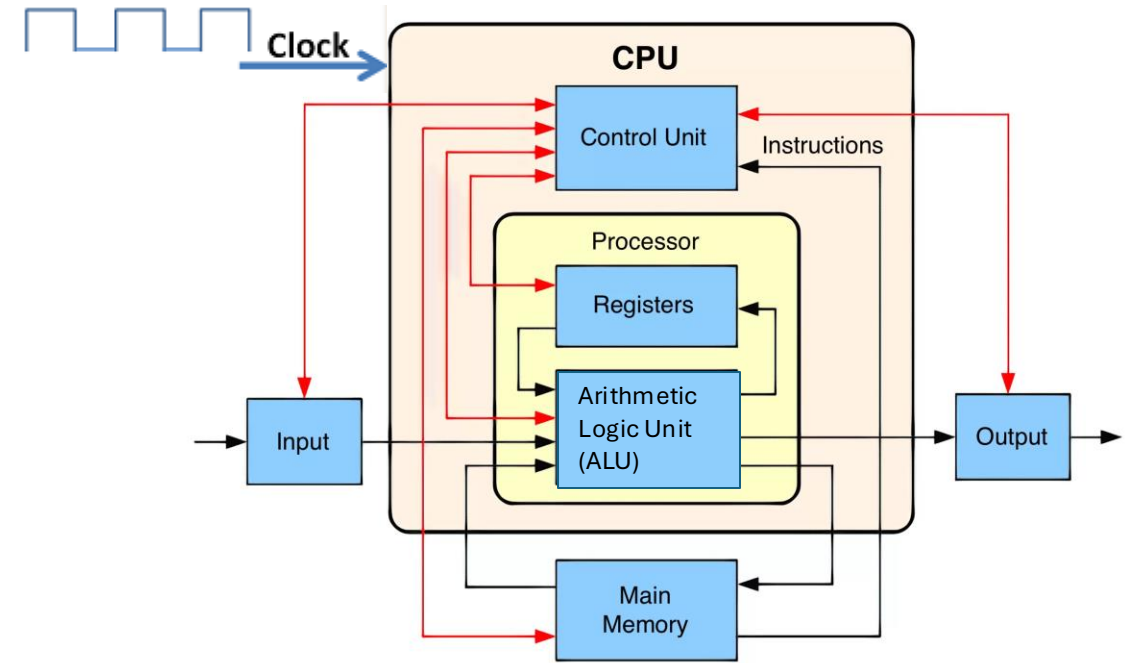 Clock
CPU
Control Unit
Instructions
Processor
Registers
Arithmetic
Logic Unit
(ALU)
Input
Output
Main
Memory